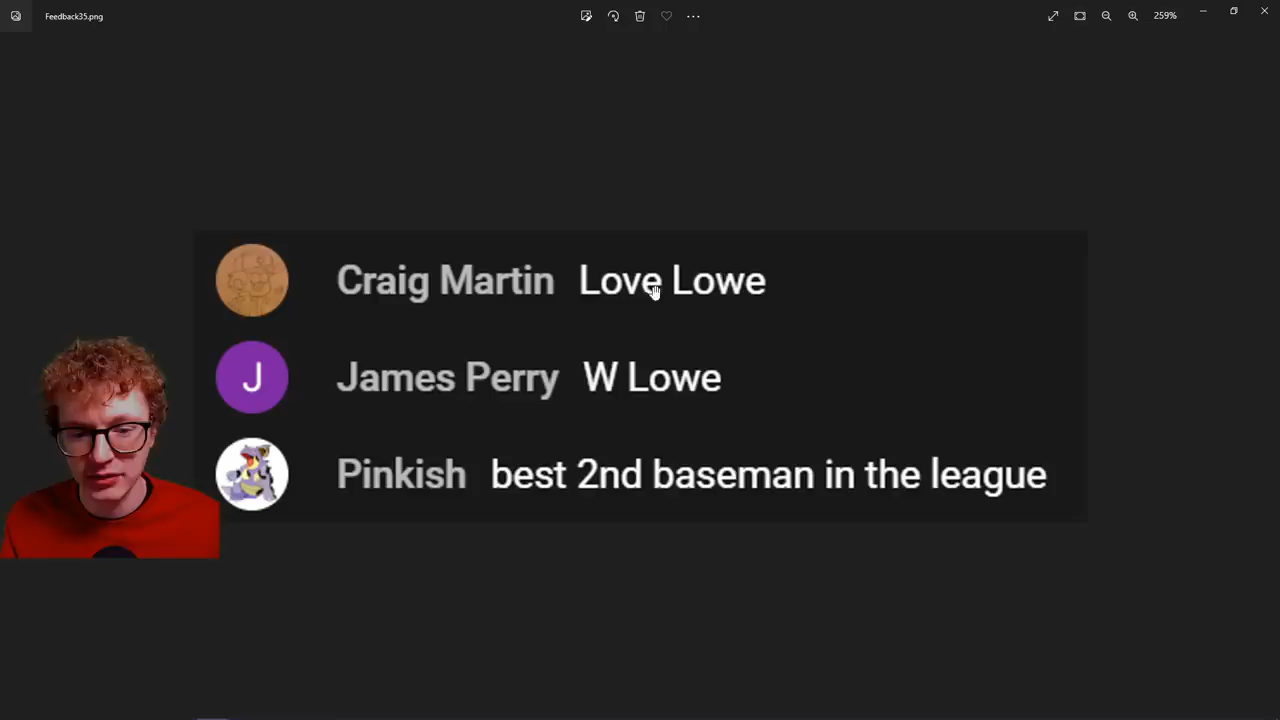 Feedback35.png
259%
Craig Martin Love Lowe
J
James Perry W Lowe
Pinkish best 2nd baseman in the league